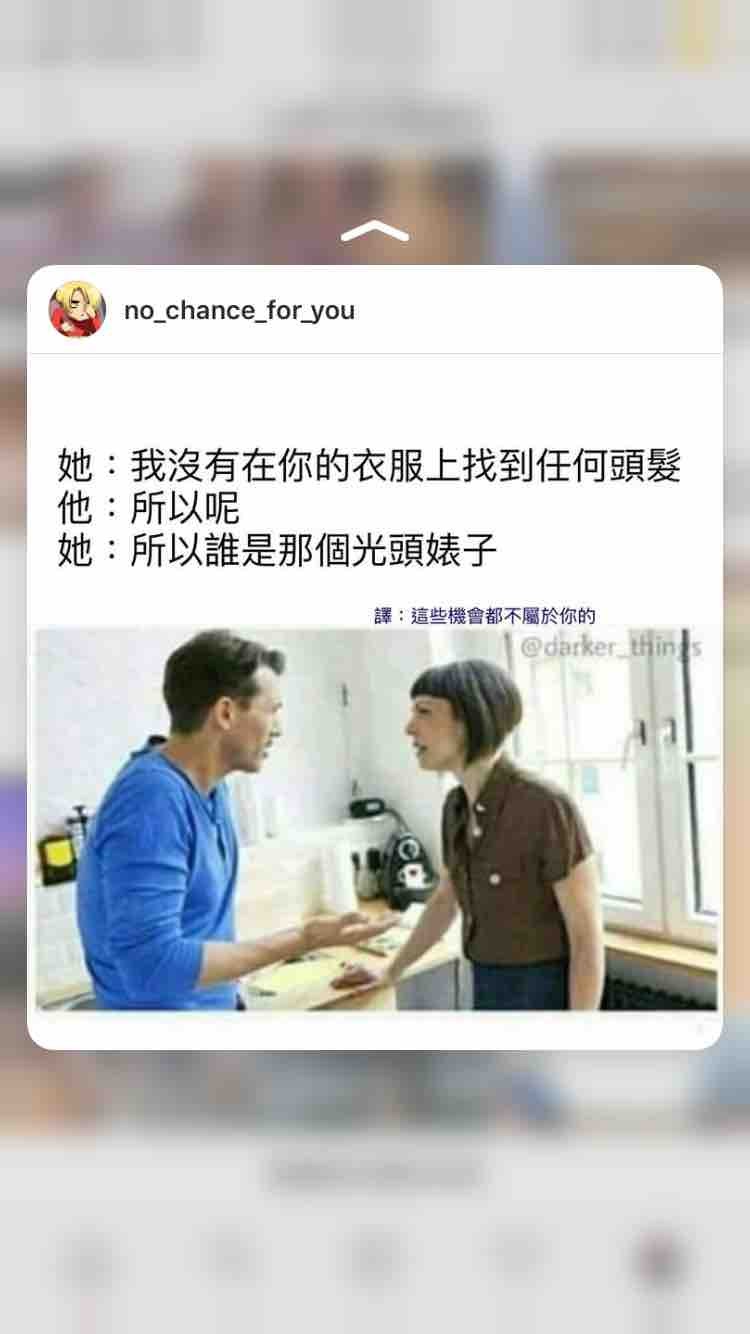 no_chance_for_you
她：我沒有在你的衣服上找到任何頭髮
他：所以呢
她：所以誰是那個光頭婊子
譯：這些機會都不屬於你的
@darker_things